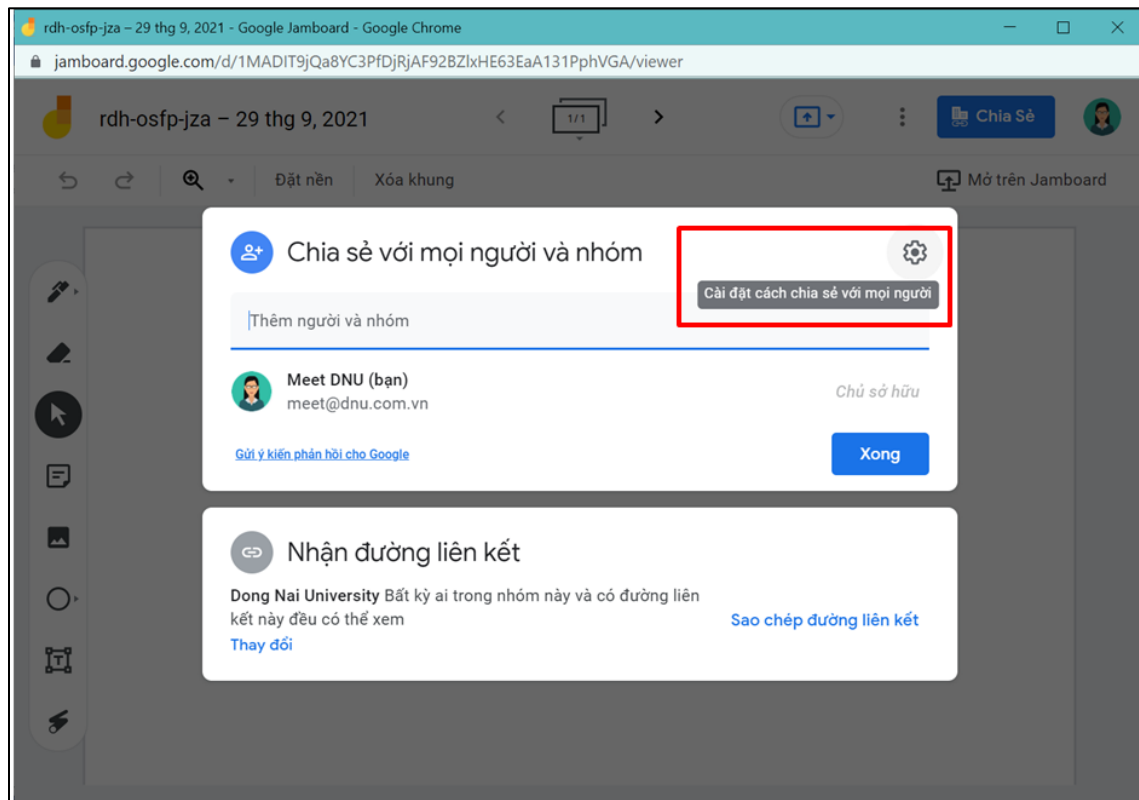 rdh-osfp-jza – 29 thg 9, 2021 - Google Jamboard - Google Chrome
jamboard.google.com/d/1MADIT9jQa8YC3PfDjRjAF92BZlxHE63EaA131PphVGA/viewer
rdh-osfp-jza – 29 thg 9, 2021
1/1
Chia Sẻ
Đặt nền
Xóa khung
Mở trên Jamboard
Chia sẻ với mọi người và nhóm
Cài đặt cách chia sẻ với mọi người
Thêm người và nhóm
Meet DNU (bạn)
meet@dnu.com.vn
Chủ sở hữu
Gửi ý kiến phản hồi cho Google
Xong
Nhận đường liên kết
Dong Nai University Bất kỳ ai trong nhóm này và có đường liên
kết này đều có thể xem
Sao chép đường liên kết
Thay đổi